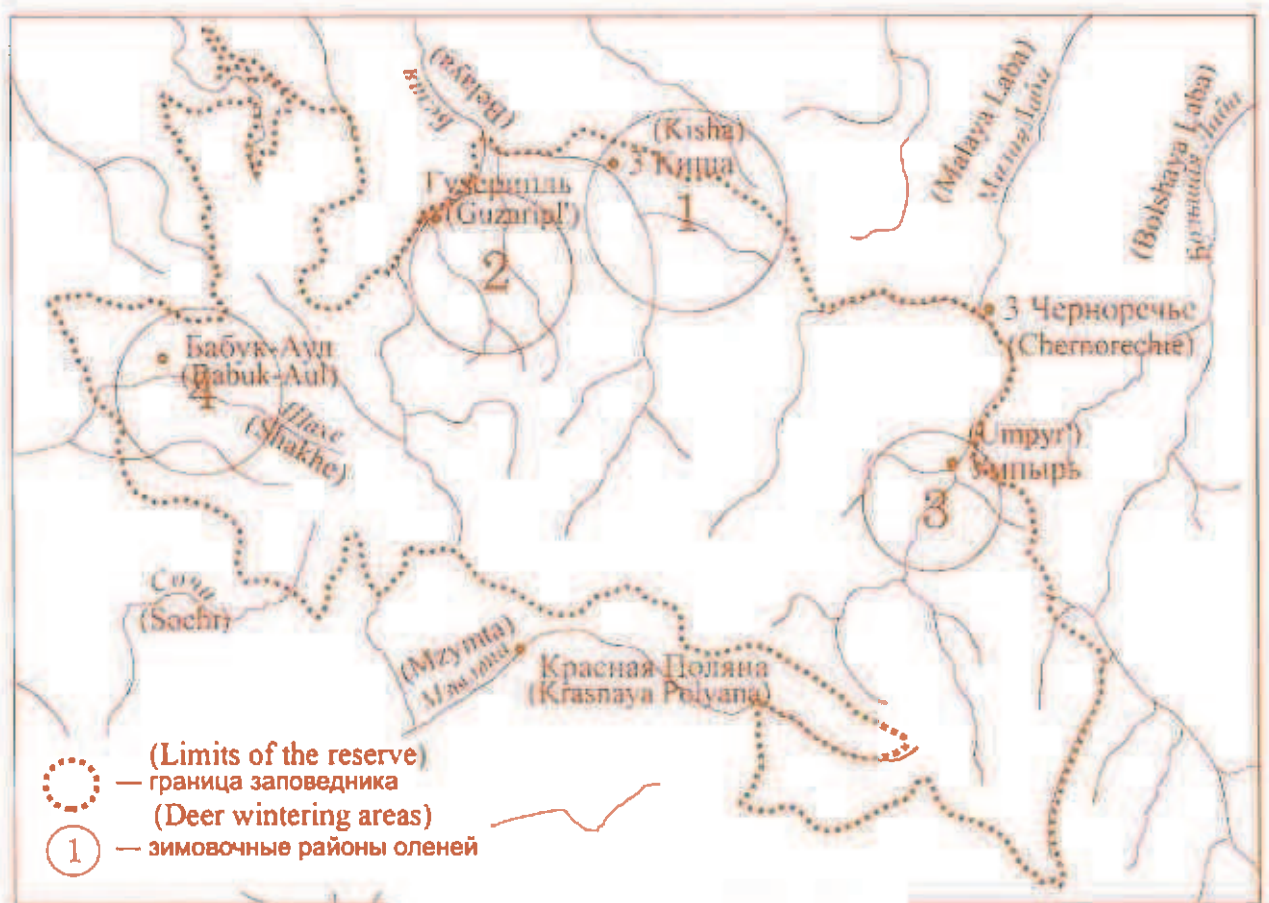 (Belaya)
Белая
(Kisha)
3 Киша
1
Гузерипль
(Guzripl')
2
(Malaya Laba)
Малая Лаба
(Bolshaya Laba)
Большая Лаба
3 Черноречье
(Chernorechie)
Бабук-Аул
(Babuk-Aul)
4
Шахе
(Shakhe)
(Umpyr')
Умпырь
3
Сочи
(Sochi)
(Mzymta)
Мзымта
Красная Поляна
(Krasnaya Polyana)
(Limits of the reserve)
— граница заповедника
(Deer wintering areas)
1 — зимовочные районы оленей